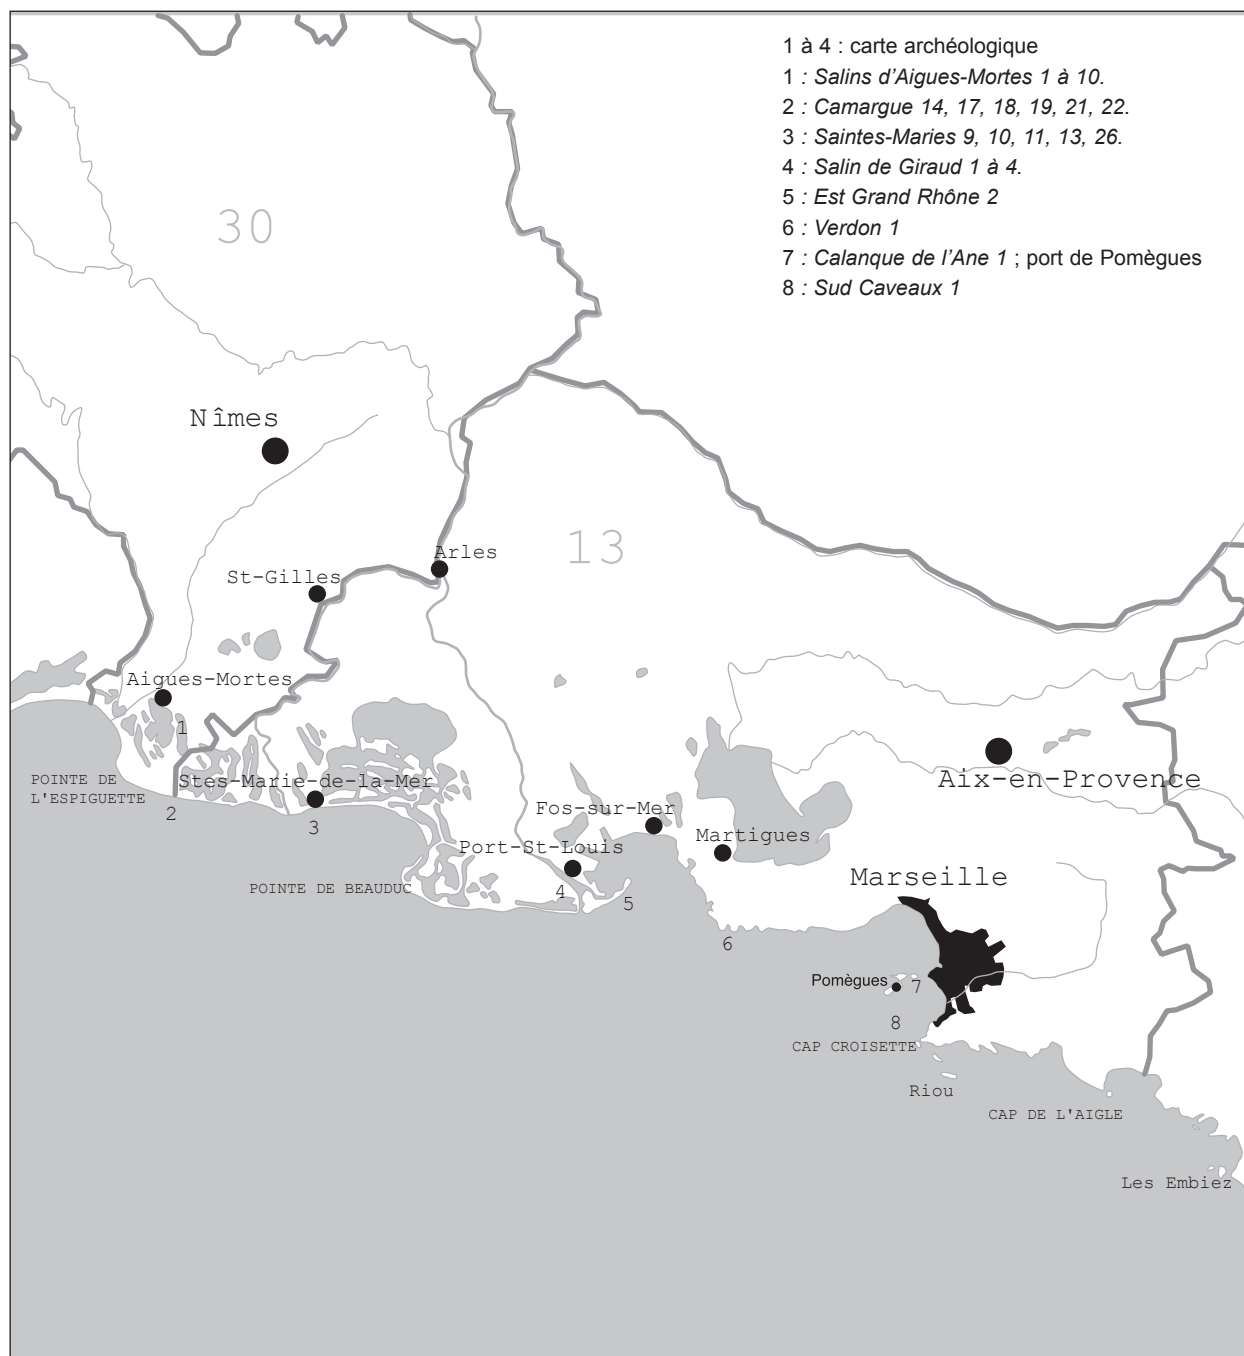 1 à 4 : carte archéologique
1 : Salins d'Aigues-Mortes 1 à 10.
2 : Camargue 14, 17, 18, 19, 21, 22.
3 : Saintes-Maries 9, 10, 11, 13, 26.
4 : Salin de Giraud 1 à 4.
5 : Est Grand Rhône 2
6 : Verdon 1
7 : Calanque de l'Ane 1 ; port de Pomègues
8 : Sud Caveaux 1
30
Nîmes
13
Arles
St-Gilles
Aigues-Mortes
1
POINTE DE
L'ESPIGUETTE
Stes-Marie-de-la-Mer
2
3
Fos-sur-Mer
Martigues
Port-St-Louis
Aix-en-Provence
POINTE DE BEAUDUC
4
5
Marseille
6
Pomègues
7
8
CAP CROISETTE
Riou
CAP DE L'AIGLE
Les Embiez